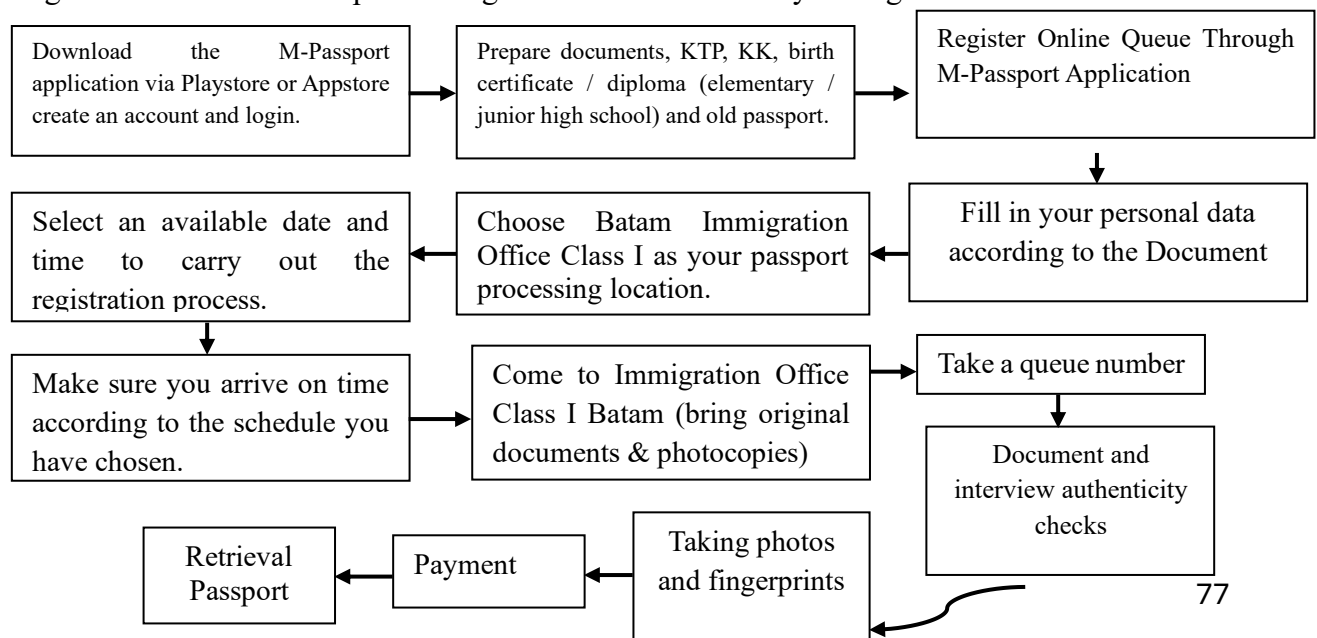 Download the M-Passport
application via Playstore or Appstore
create an account and login.
Prepare documents, KTP, KK, birth
certificate / diploma (elementary /
junior high school) and old passport.
Register Online Queue Through
M-Passport Application
Fill in your personal data
according to the Document
Choose Batam Immigration
Office Class I as your passport
processing location.
Select an available date and
time to carry out the
registration process.
Make sure you arrive on time
according to the schedule you
have chosen.
Come to Immigration Office
Class I Batam (bring original
documents & photocopies)
Take a queue number
Document and
interview authenticity
checks
Taking photos
and fingerprints
Payment
Retrieval
Passport
77